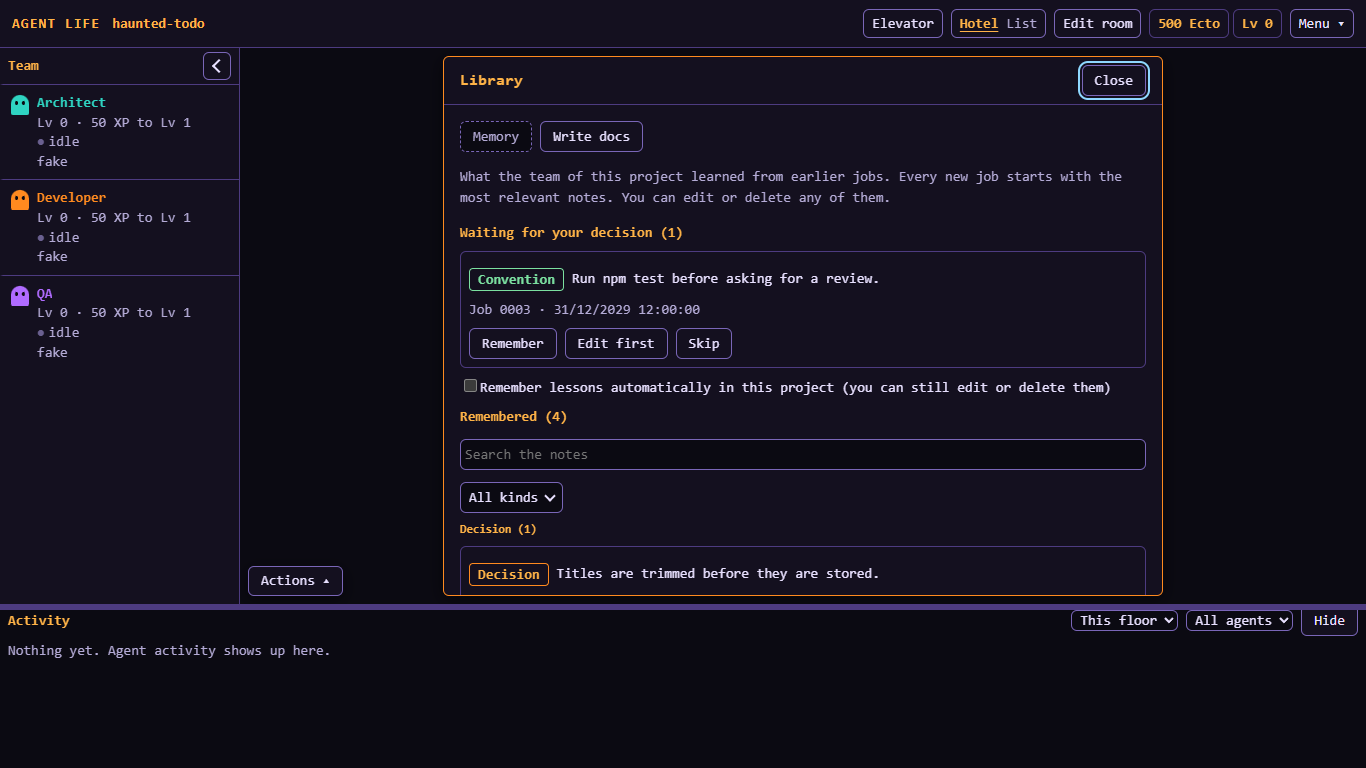 AGENT LIFE haunted-todo
Elevator
Hotel List
Edit room
500 Ecto
Lv 0
Menu ▾
Team
Architect
Lv 0 · 50 XP to Lv 1
idle
fake
Developer
Lv 0 · 50 XP to Lv 1
idle
fake
QA
Lv 0 · 50 XP to Lv 1
idle
fake
Library
Close
Memory
Write docs
What the team of this project learned from earlier jobs. Every new job starts with the
most relevant notes. You can edit or delete any of them.
Waiting for your decision (1)
Convention Run npm test before asking for a review.
Job 0003 · 31/12/2029 12:00:00
Remember
Edit first
Skip
Remember lessons automatically in this project (you can still edit or delete them)
Remembered (4)
Search the notes
All kinds
Decision (1)
Decision Titles are trimmed before they are stored.
Actions ▴
Activity
This floor
All agents
Hide
Nothing yet. Agent activity shows up here.